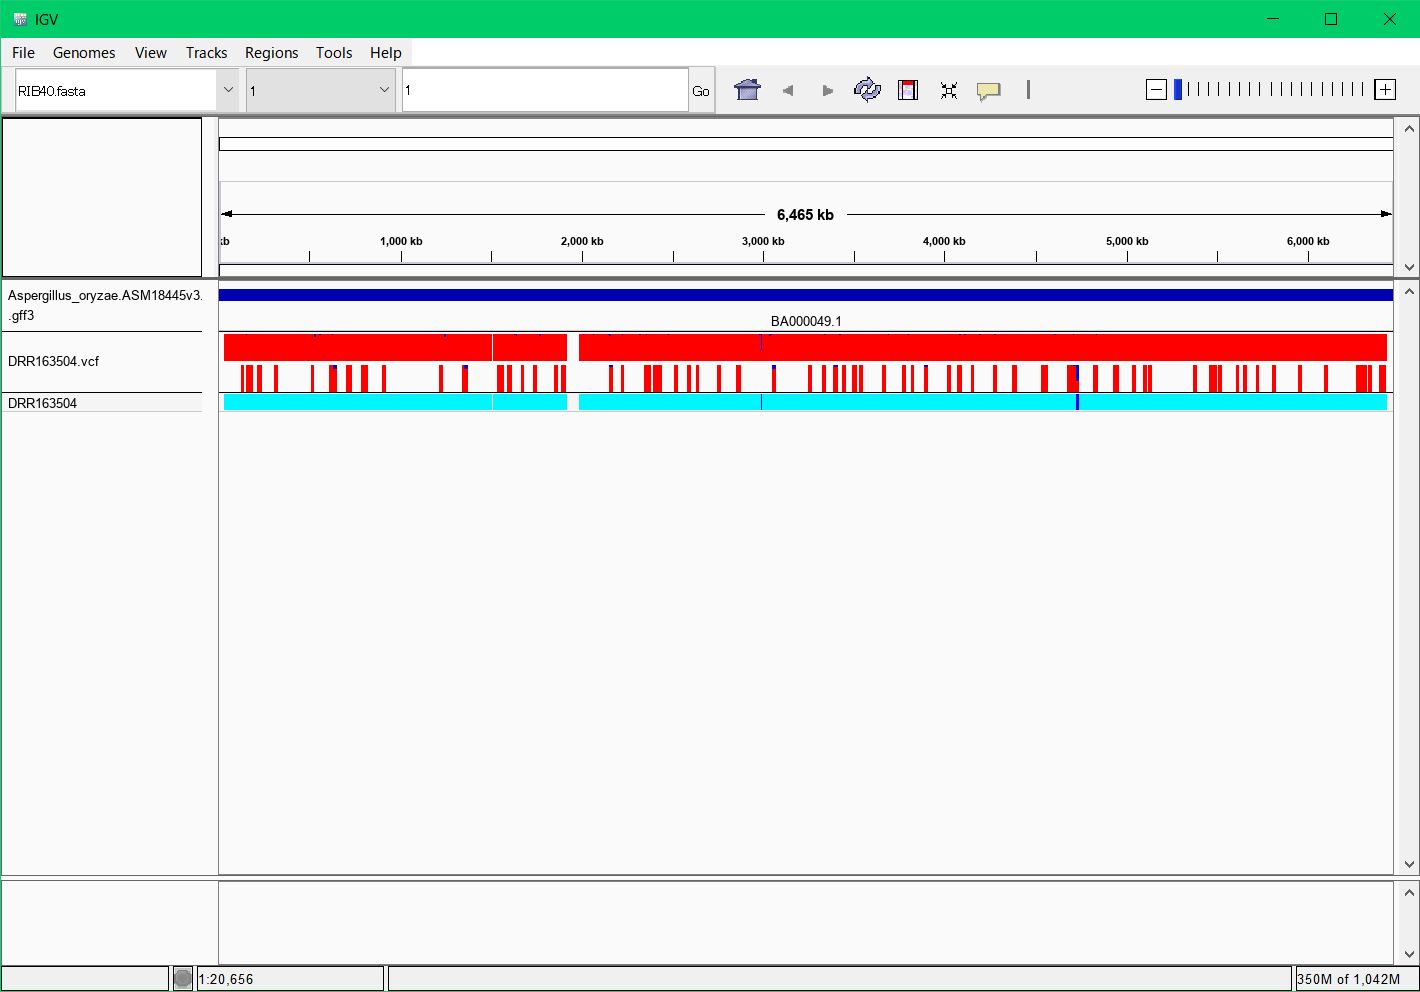 IGV
File Genomes View Tracks Regions Tools Help
RIB40.fasta 1 1 Go
6,465 kb
kb 1,000 kb 2,000 kb 3,000 kb 4,000 kb 5,000 kb 6,000 kb
Aspergillus_oryzae.ASM18445v3.
.gff3
BA000049.1
DRR163504.vcf
DRR163504
1:20,656 350M of 1,042M